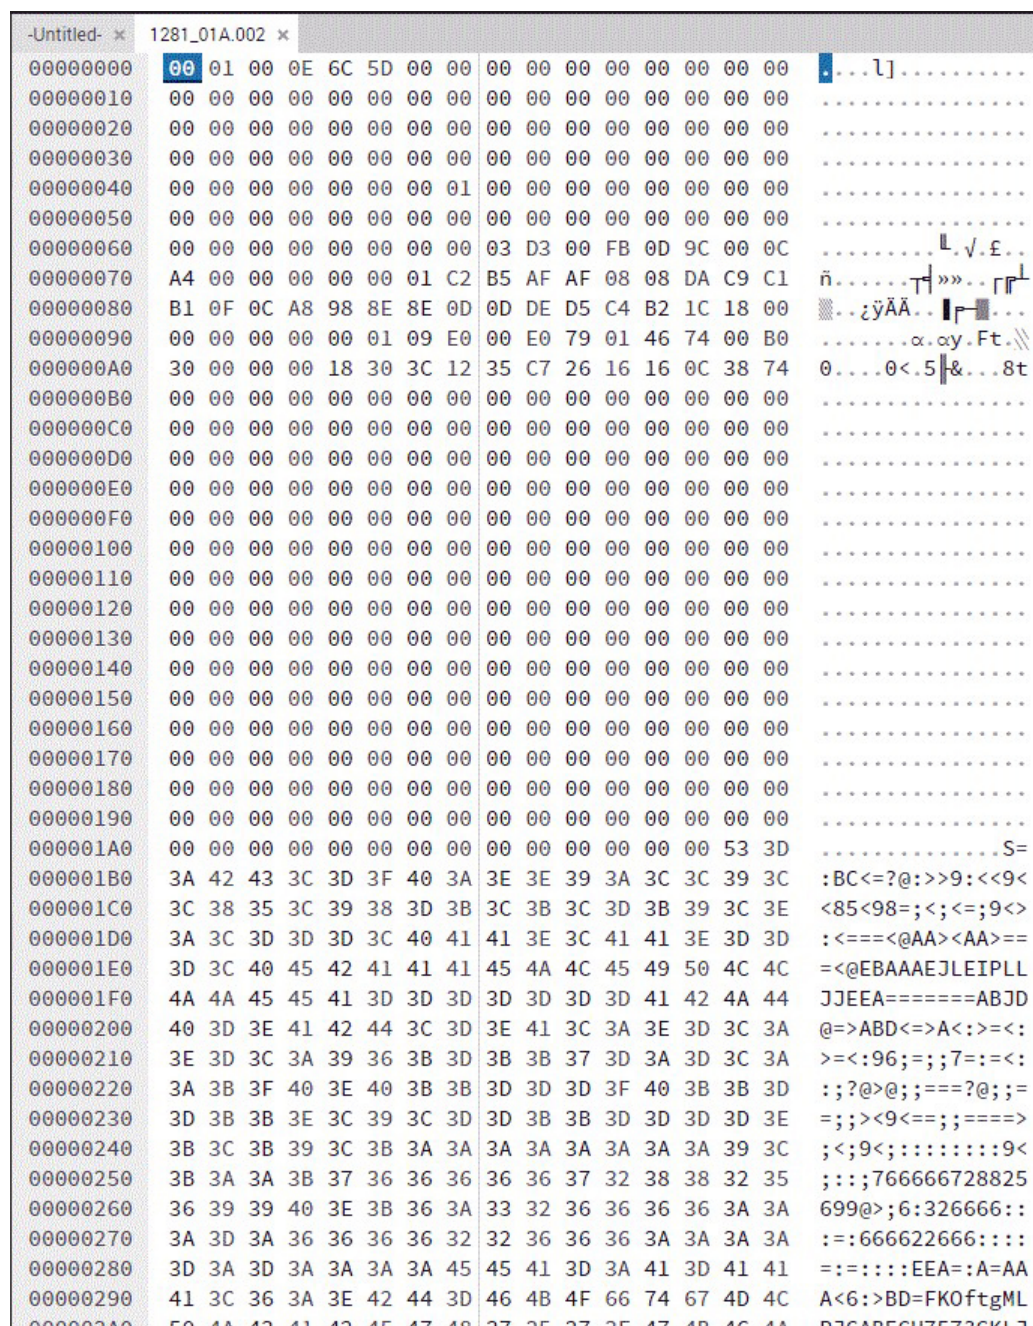 -Untitled- × 1281_01A.002 ×
00000000 00 01 00 0E 6C 5D 00 00 00 00 00 00 00 00 00 00 ....l]..........
00000010 00 00 00 00 00 00 00 00 00 00 00 00 00 00 00 00 ................
00000020 00 00 00 00 00 00 00 00 00 00 00 00 00 00 00 00 ................
00000030 00 00 00 00 00 00 00 00 00 00 00 00 00 00 00 00 ................
00000040 00 00 00 00 00 00 00 01 00 00 00 00 00 00 00 00 ................
00000050 00 00 00 00 00 00 00 00 00 00 00 00 00 00 00 00 ................
00000060 00 00 00 00 00 00 00 00 03 D3 00 FB 0D 9C 00 0C .........╙.√.£..
00000070 A4 00 00 00 00 00 01 C2 B5 AF AF 08 08 DA C9 C1 ñ......┬╡»»..┌╔┴
00000080 B1 0F 0C A8 98 8E 8E 0D 0D DE D5 C4 B2 1C 18 00 ▒..¿ÿÄÄ..▐╒─▓...
00000090 00 00 00 00 00 01 09 E0 00 E0 79 01 46 74 00 B0 .......α.αy.Ft.░
000000A0 30 00 00 00 18 30 3C 12 35 C7 26 16 16 0C 38 74 0....0<.5╟&...8t
000000B0 00 00 00 00 00 00 00 00 00 00 00 00 00 00 00 00 ................
000000C0 00 00 00 00 00 00 00 00 00 00 00 00 00 00 00 00 ................
000000D0 00 00 00 00 00 00 00 00 00 00 00 00 00 00 00 00 ................
000000E0 00 00 00 00 00 00 00 00 00 00 00 00 00 00 00 00 ................
000000F0 00 00 00 00 00 00 00 00 00 00 00 00 00 00 00 00 ................
00000100 00 00 00 00 00 00 00 00 00 00 00 00 00 00 00 00 ................
00000110 00 00 00 00 00 00 00 00 00 00 00 00 00 00 00 00 ................
00000120 00 00 00 00 00 00 00 00 00 00 00 00 00 00 00 00 ................
00000130 00 00 00 00 00 00 00 00 00 00 00 00 00 00 00 00 ................
00000140 00 00 00 00 00 00 00 00 00 00 00 00 00 00 00 00 ................
00000150 00 00 00 00 00 00 00 00 00 00 00 00 00 00 00 00 ................
00000160 00 00 00 00 00 00 00 00 00 00 00 00 00 00 00 00 ................
00000170 00 00 00 00 00 00 00 00 00 00 00 00 00 00 00 00 ................
00000180 00 00 00 00 00 00 00 00 00 00 00 00 00 00 00 00 ................
00000190 00 00 00 00 00 00 00 00 00 00 00 00 00 00 00 00 ................
000001A0 00 00 00 00 00 00 00 00 00 00 00 00 00 00 53 3D ..............S=
000001B0 3A 42 43 3C 3D 3F 40 3A 3E 3E 39 3A 3C 3C 39 3C :BC<=?@:>>9:<<9<
000001C0 3C 38 35 3C 39 38 3D 3B 3C 3B 3C 3D 3B 39 3C 3E <85<98=;<;<=;9<>
000001D0 3A 3C 3D 3D 3D 3C 40 41 41 3E 3C 41 41 3E 3D 3D :<===<@AA><AA>==
000001E0 3D 3C 40 45 42 41 41 41 45 4A 4C 45 49 50 4C 4C =<@EBAAAEJLEIPLL
000001F0 4A 4A 45 45 41 3D 3D 3D 3D 3D 3D 3D 41 42 4A 44 JJEEA=======ABJD
00000200 40 3D 3E 41 42 44 3C 3D 3E 41 3C 3A 3E 3D 3C 3A @=>ABD<=>A<:>=<:
00000210 3E 3D 3C 3A 39 36 3B 3D 3B 3B 37 3D 3A 3D 3C 3A >=<:96;=;;7=:=<:
00000220 3A 3B 3F 40 3E 40 3B 3B 3D 3D 3D 3F 40 3B 3B 3D :;?@>@;;===?@;;=
00000230 3D 3B 3B 3E 3C 39 3C 3D 3D 3B 3B 3D 3D 3D 3D 3E =;;><9<==;;====>
00000240 3B 3C 3B 39 3C 3B 3A 3A 3A 3A 3A 3A 3A 3A 39 3C ;<;9<;::::::::9<
00000250 3B 3A 3A 3B 37 36 36 36 36 36 37 32 38 38 32 35 ;::;766666728825
00000260 36 39 39 40 3E 3B 36 3A 33 32 36 36 36 36 3A 3A 699@>;6:326666::
00000270 3A 3D 3A 36 36 36 36 32 32 36 36 36 3A 3A 3A 3A :=:666622666::::
00000280 3D 3A 3D 3A 3A 3A 3A 45 45 41 3D 3A 41 3D 41 41 =:=::::EEA=:A=AA
00000290 41 3C 36 3A 3E 42 44 3D 46 4B 4F 66 74 67 4D 4C A<6:>BD=FKOftgML